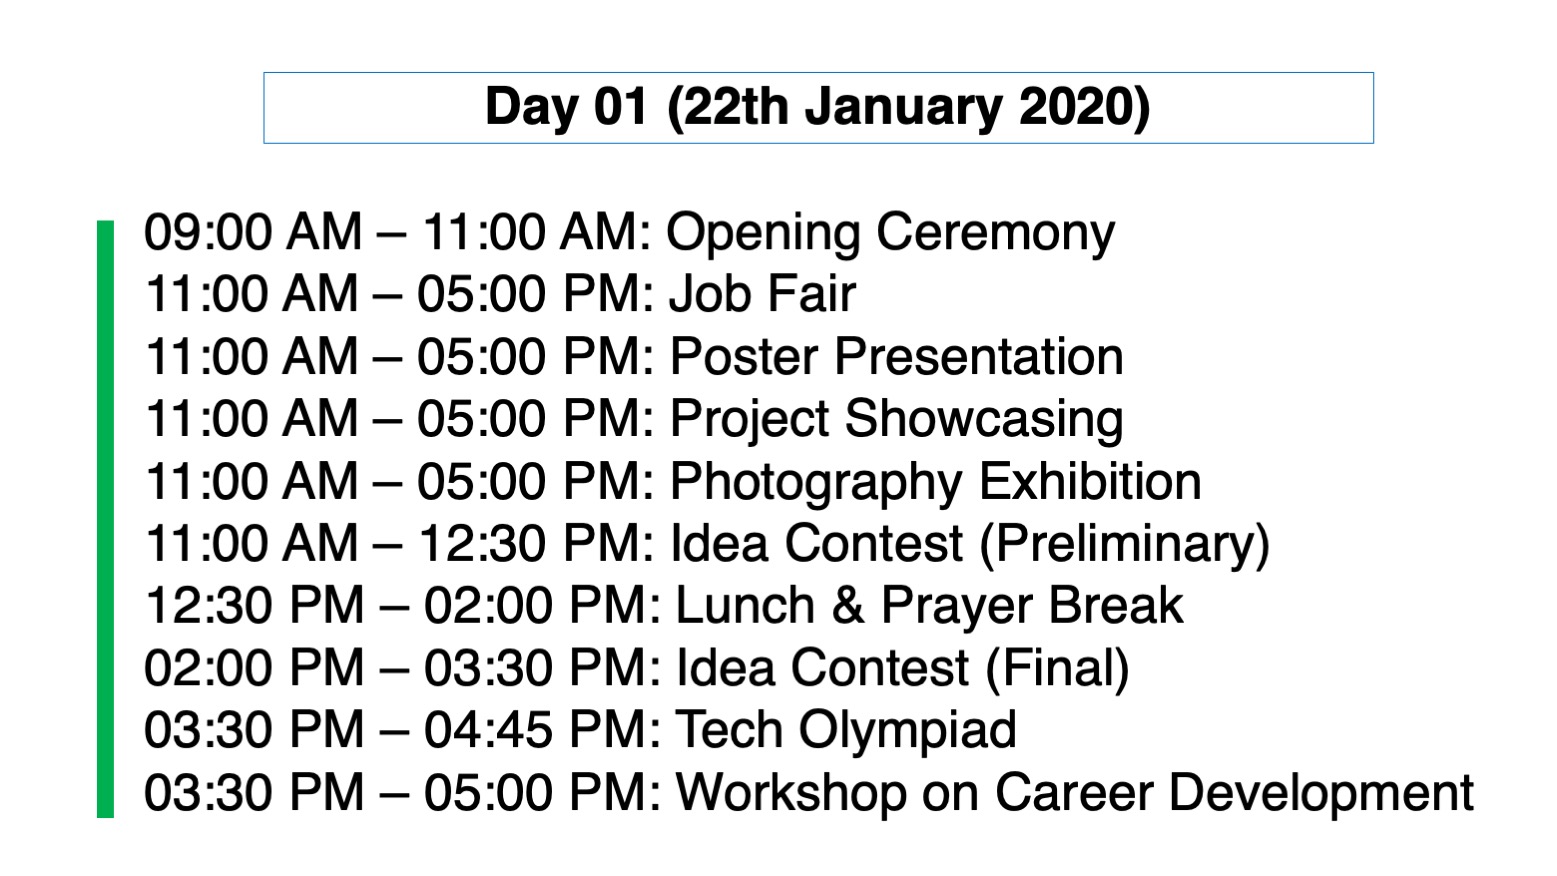 Day 01 (22th January 2020)
09:00 AM – 11:00 AM: Opening Ceremony
11:00 AM – 05:00 PM: Job Fair
11:00 AM – 05:00 PM: Poster Presentation
11:00 AM – 05:00 PM: Project Showcasing
11:00 AM – 05:00 PM: Photography Exhibition
11:00 AM – 12:30 PM: Idea Contest (Preliminary)
12:30 PM – 02:00 PM: Lunch & Prayer Break
02:00 PM – 03:30 PM: Idea Contest (Final)
03:30 PM – 04:45 PM: Tech Olympiad
03:30 PM – 05:00 PM: Workshop on Career Development